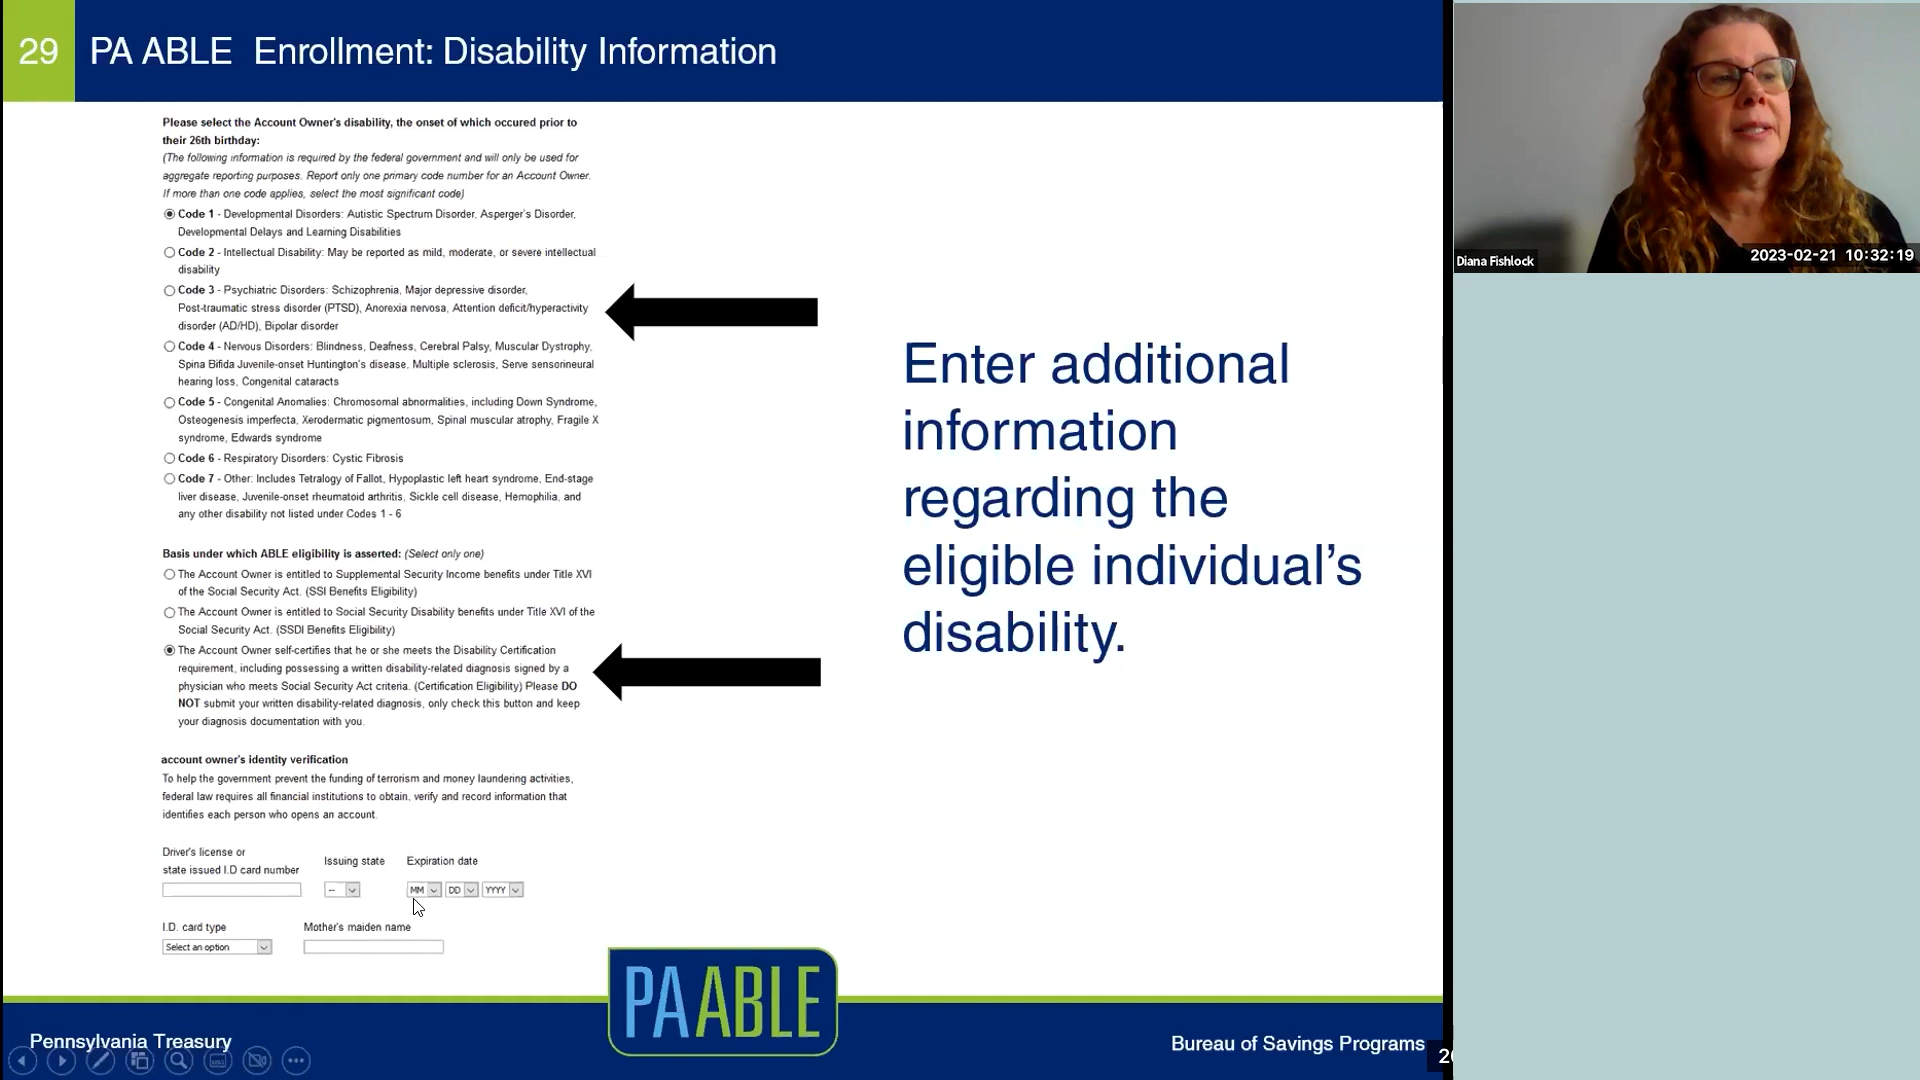 29 PA ABLE Enrollment: Disability Information
Please select the Account Owner's disability, the onset of which occured prior to
their 26th birthday:
(The following information is required by the federal government and will only be used for
aggregate reporting purposes. Report only one primary code number for an Account Owner.
If more than one code applies, select the most significant code)
Code 1 - Developmental Disorders: Autistic Spectrum Disorder, Asperger's Disorder,
Developmental Delays and Learning Disabilities
Code 2 - Intellectual Disability: May be reported as mild, moderate, or severe intellectual
disability
Code 3 - Psychiatric Disorders: Schizophrenia, Major depressive disorder,
Post-traumatic stress disorder (PTSD), Anorexia nervosa, Attention deficit/hyperactivity
disorder (AD/HD), Bipolar disorder
Code 4 - Nervous Disorders: Blindness, Deafness, Cerebral Palsy, Muscular Dystrophy,
Spina Bifida Juvenile-onset Huntington's disease, Multiple sclerosis, Serve sensorineural
hearing loss, Congenital cataracts
Code 5 - Congenital Anomalies: Chromosomal abnormalities, including Down Syndrome,
Osteogenesis imperfecta, Xerodermatic pigmentosum, Spinal muscular atrophy, Fragile X
syndrome, Edwards syndrome
Code 6 - Respiratory Disorders: Cystic Fibrosis
Code 7 - Other: Includes Tetralogy of Fallot, Hypoplastic left heart syndrome, End-stage
liver disease, Juvenile-onset rheumatoid arthritis, Sickle cell disease, Hemophilia, and
any other disability not listed under Codes 1 - 6
Basis under which ABLE eligibility is asserted: (Select only one)
The Account Owner is entitled to Supplemental Security Income benefits under Title XVI
of the Social Security Act. (SSI Benefits Eligibility)
The Account Owner is entitled to Social Security Disability benefits under Title XVI of the
Social Security Act. (SSDI Benefits Eligibility)
The Account Owner self-certifies that he or she meets the Disability Certification
requirement, including possessing a written disability-related diagnosis signed by a
physician who meets Social Security Act criteria. (Certification Eligibility) Please DO
NOT submit your written disability-related diagnosis, only check this button and keep
your diagnosis documentation with you.
account owner's identity verification
To help the government prevent the funding of terrorism and money laundering activities,
federal law requires all financial institutions to obtain, verify and record information that
identifies each person who opens an account.
Driver's license or
state issued I.D card number
Issuing state
Expiration date
-- MM DD YYYY
I.D. card type
Mother's maiden name
Select an option
Enter additional
information
regarding the
eligible individual's
disability.
PA ABLE
Pennsylvania Treasury
Bureau of Savings Programs
Diana Fishlock
2023-02-21 10:32:19